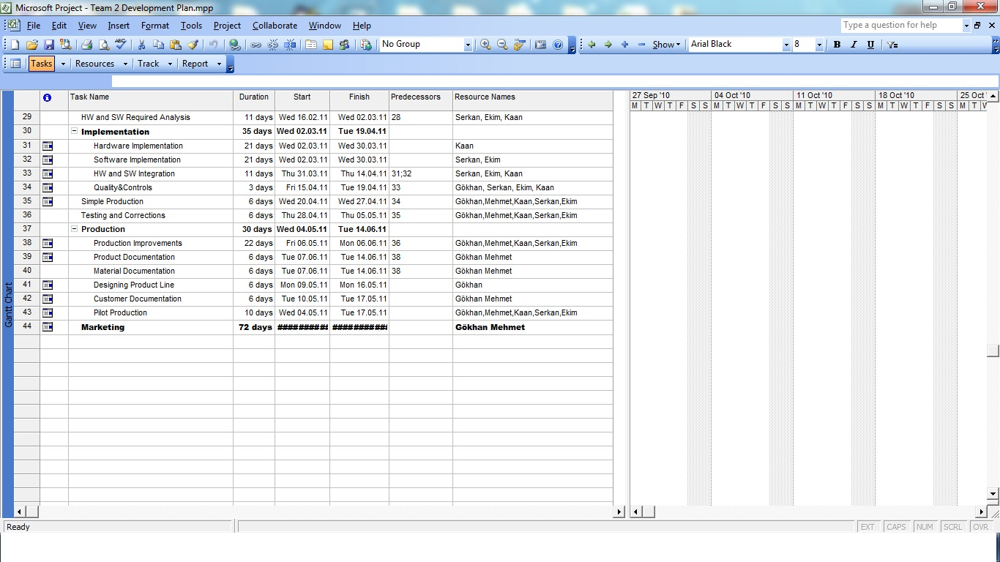 Microsoft Project - Team 2 Development Plan.mpp
File Edit View Insert Format Tools Project Collaborate Window Help Type a question for help
No Group Show Arial Black 8 B I U
Tasks Resources Track Report
Task Name Duration Start Finish Predecessors Resource Names 27 Sep '10 04 Oct '10 11 Oct '10 18 Oct '10 25 Oct '
M T W T F S S M T W T F S S M T W T F S S M T W T F S S M T W
29 HW and SW Required Analysis 11 days Wed 16.02.11 Wed 02.03.11 28 Serkan, Ekim, Kaan
30 Implementation 35 days Wed 02.03.11 Tue 19.04.11
31 Hardware Implementation 21 days Wed 02.03.11 Wed 30.03.11 Kaan
32 Software Implementation 21 days Wed 02.03.11 Wed 30.03.11 Serkan, Ekim
33 HW and SW Integration 11 days Thu 31.03.11 Thu 14.04.11 31;32 Serkan, Ekim, Kaan
34 Quality&Controls 3 days Fri 15.04.11 Tue 19.04.11 33 Gökhan, Serkan, Ekim, Kaan
35 Simple Production 6 days Wed 20.04.11 Wed 27.04.11 34 Gökhan,Mehmet,Kaan,Serkan,Ekim
36 Testing and Corrections 6 days Thu 28.04.11 Thu 05.05.11 35 Gökhan,Mehmet,Kaan,Serkan,Ekim
37 Production 30 days Wed 04.05.11 Tue 14.06.11
38 Production Improvements 22 days Fri 06.05.11 Mon 06.06.11 36 Gökhan,Mehmet,Kaan,Serkan,Ekim
39 Product Documentation 6 days Tue 07.06.11 Tue 14.06.11 38 Gökhan Mehmet
40 Material Documentation 6 days Tue 07.06.11 Tue 14.06.11 38 Gökhan Mehmet
41 Designing Product Line 6 days Mon 09.05.11 Mon 16.05.11 Gökhan
42 Customer Documentation 6 days Tue 10.05.11 Tue 17.05.11 Gökhan Mehmet
43 Pilot Production 10 days Wed 04.05.11 Tue 17.05.11 Gökhan,Mehmet,Kaan,Serkan,Ekim
44 Marketing 72 days ########## ########### Gökhan Mehmet
Gantt Chart
Ready EXT CAPS NUM SCRL OVR